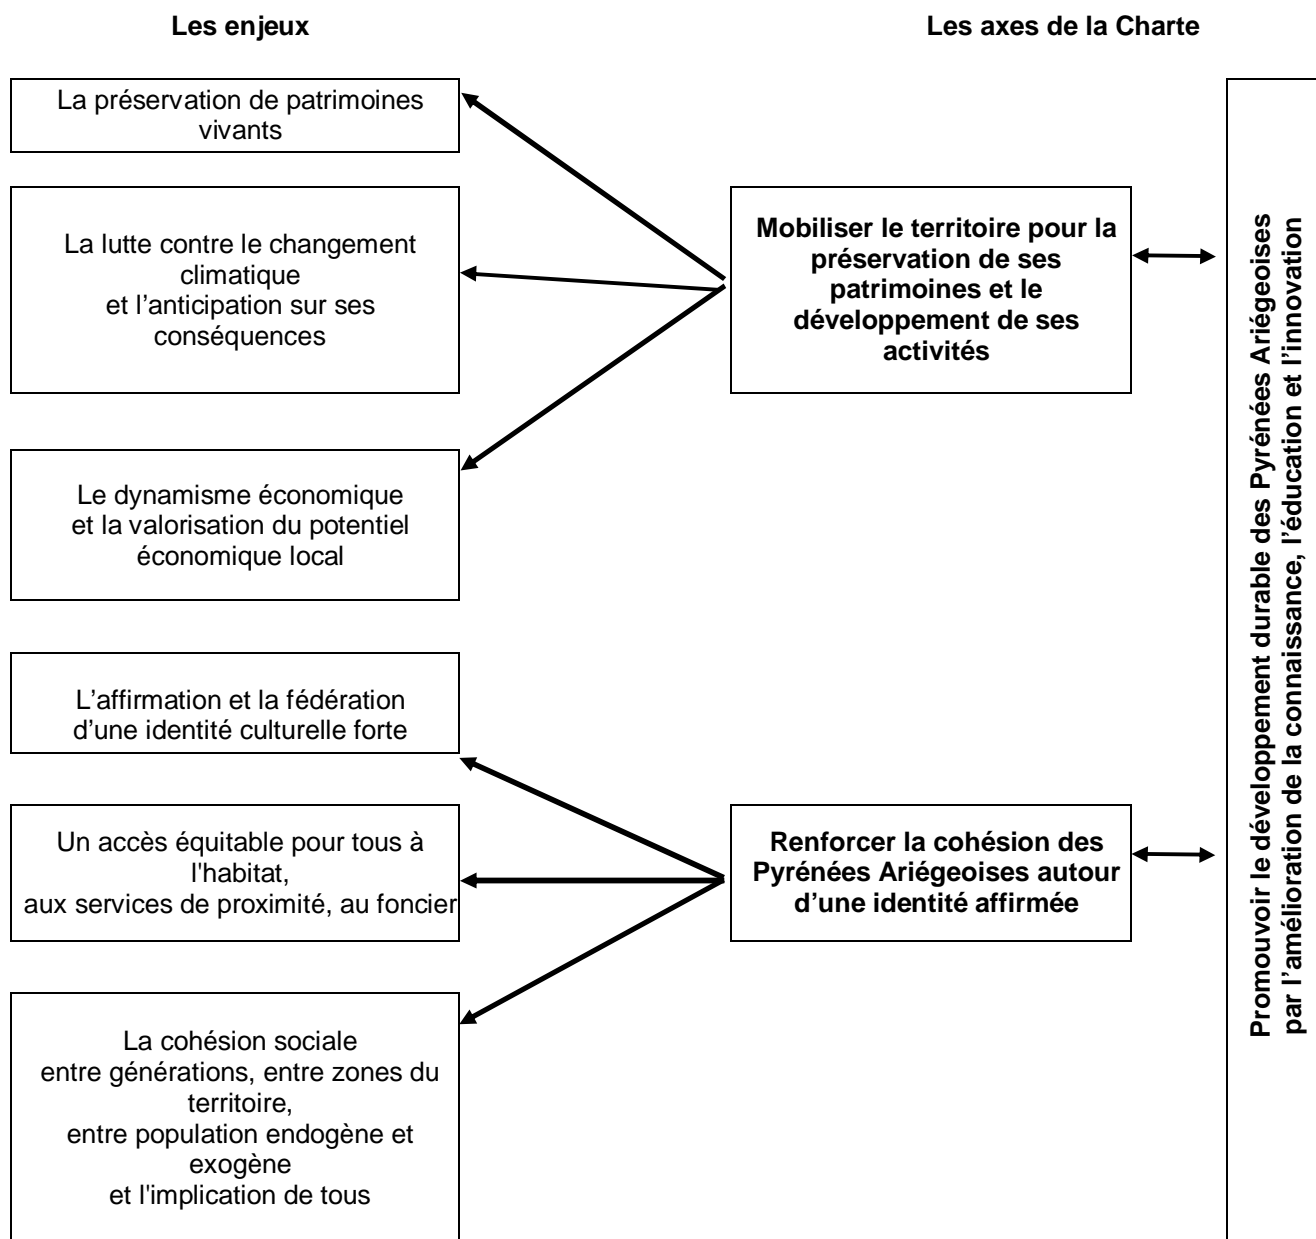 Les enjeux
Les axes de la Charte
La préservation de patrimoines
vivants
La lutte contre le changement
climatique
et l’anticipation sur ses
conséquences
Le dynamisme économique
et la valorisation du potentiel
économique local
L’affirmation et la fédération
d’une identité culturelle forte
Un accès équitable pour tous à
l'habitat,
aux services de proximité, au foncier
La cohésion sociale
entre générations, entre zones du
territoire,
entre population endogène et
exogène
et l'implication de tous
Mobiliser le territoire pour la
préservation de ses
patrimoines et le
développement de ses
activités
Renforcer la cohésion des
Pyrénées Ariégeoises autour
d’une identité affirmée
Promouvoir le développement durable des Pyrénées Ariégeoises
par l’amélioration de la connaissance, l’éducation et l’innovation